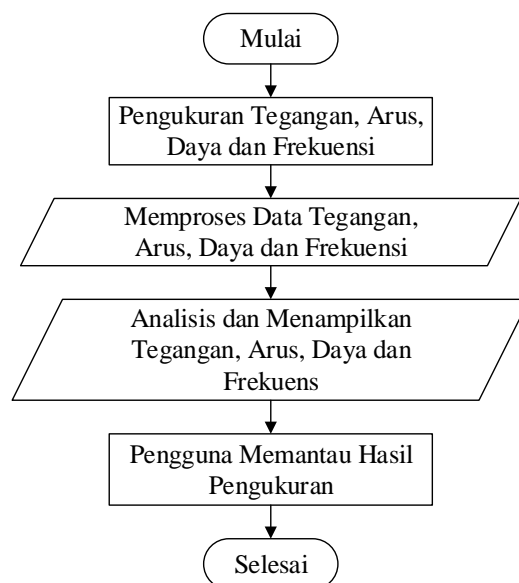 Mulai
Pengukuran Tegangan, Arus,
Daya dan Frekuensi
Memproses Data Tegangan,
Arus, Daya dan Frekuensi
Analisis dan Menampilkan
Tegangan, Arus, Daya dan
Frekuens
Pengguna Memantau Hasil
Pengukuran
Selesai